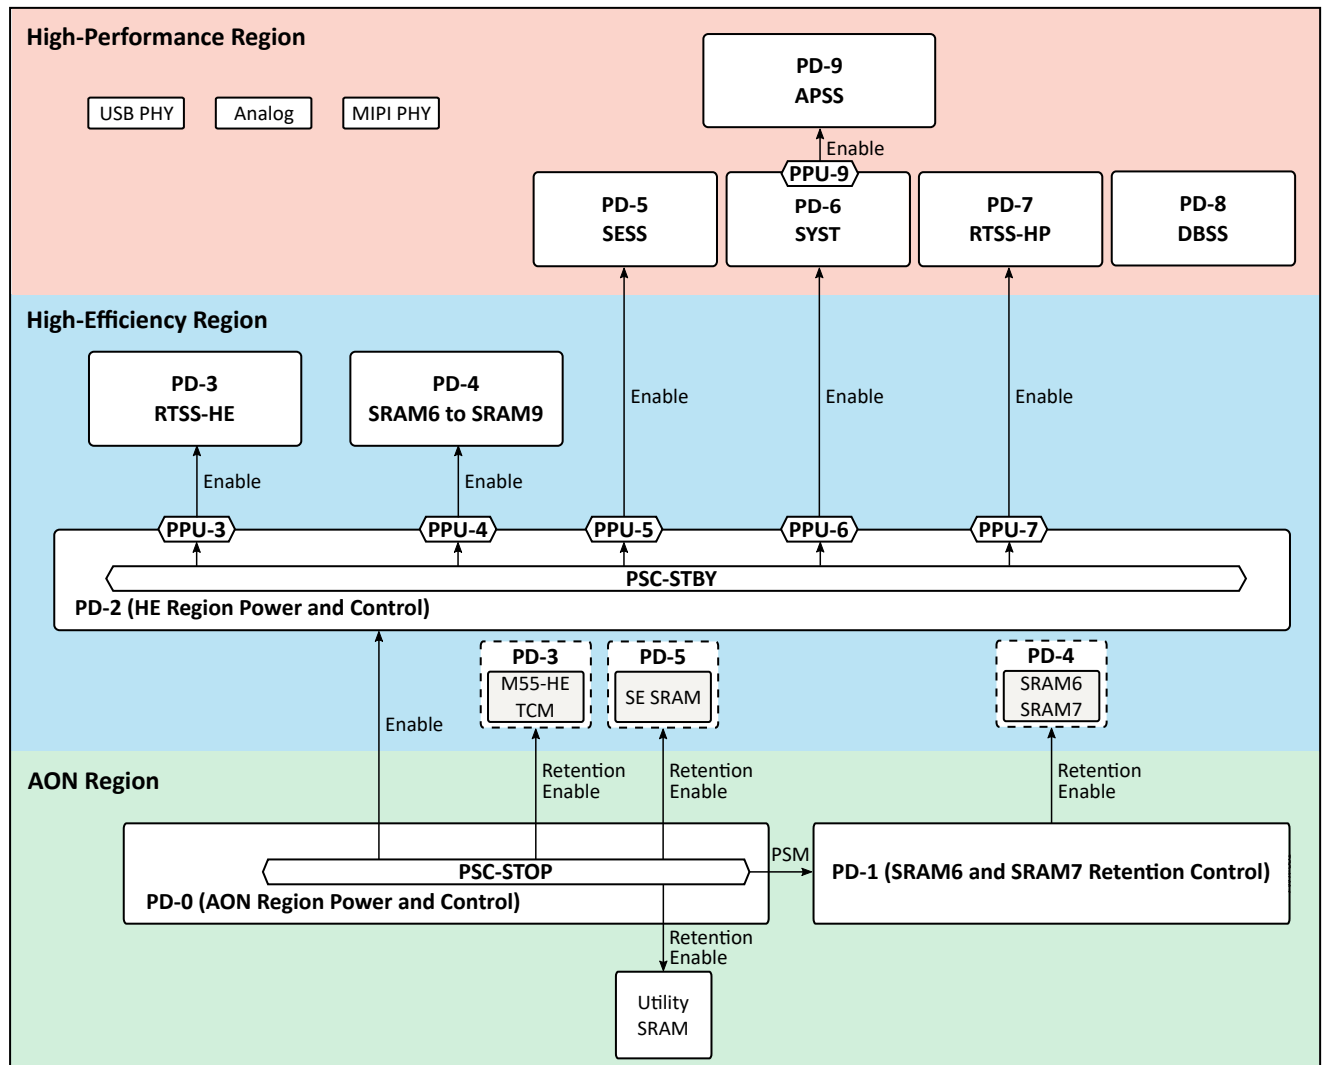 High-Performance Region
PD-9
APSS
USB PHY
Analog
MIPI PHY
Enable
PPU-9
PD-5
SESS
PD-6
SYST
PD-7
RTSS-HP
PD-8
DBSS
High-Efficiency Region
PD-3
RTSS-HE
PD-4
SRAM6 to SRAM9
Enable
Enable
Enable
Enable
Enable
PPU-3
PPU-4
PPU-5
PPU-6
PPU-7
PSC-STBY
PD-2 (HE Region Power and Control)
PD-3
M55-HE
TCM
PD-5
SE SRAM
PD-4
SRAM6
SRAM7
Enable
AON Region
Retention
Enable
Retention
Enable
Retention
Enable
PSC-STOP
PSM
PD-1 (SRAM6 and SRAM7 Retention Control)
PD-0 (AON Region Power and Control)
Retention
Enable
Utility
SRAM